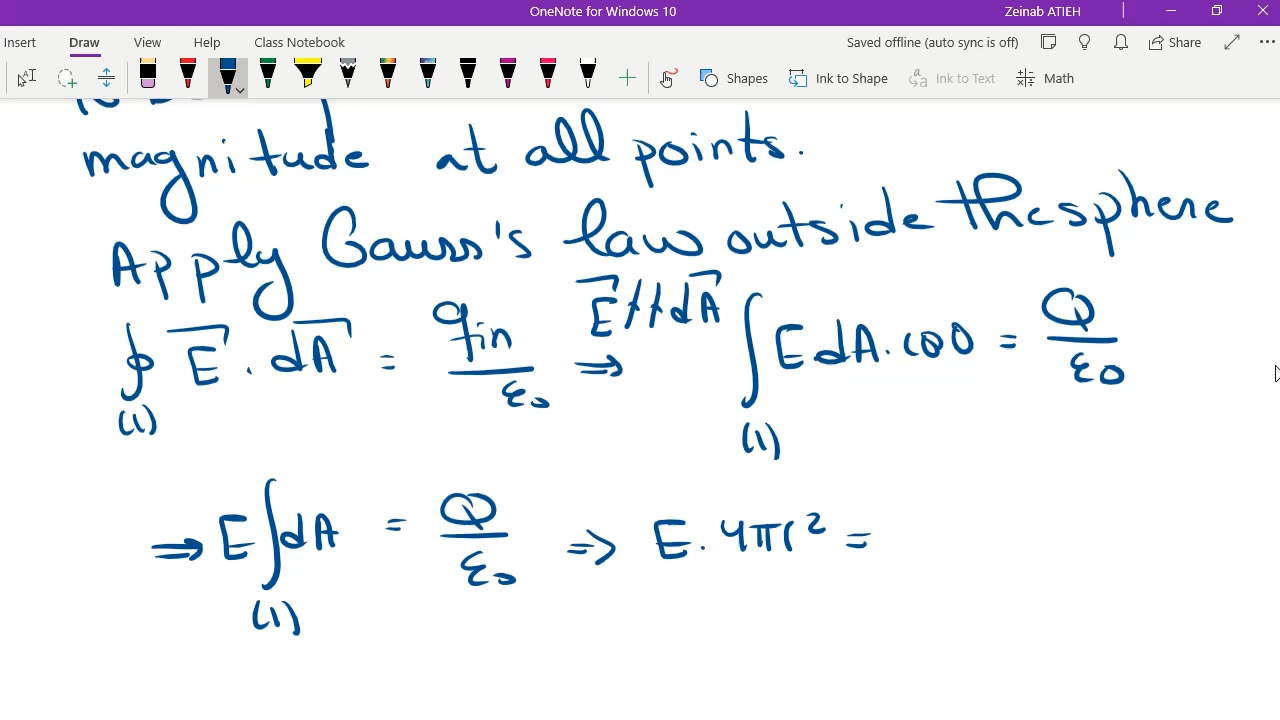 OneNote for Windows 10
Zeinab ATIEH
Insert Draw View Help Class Notebook Saved offline (auto sync is off) Share
Shapes Ink to Shape Ink to Text Math
magnitude at all points.
Apply Gauss's law outside the sphere
∮(1) E⃗ . dA⃗ = qin/ε0 ⇒ E⃗ // dA⃗ ∫(1) E dA . cos 0 = Q/ε0
⇒ E ∫(1) dA = Q/ε0 ⇒ E . 4πr² =